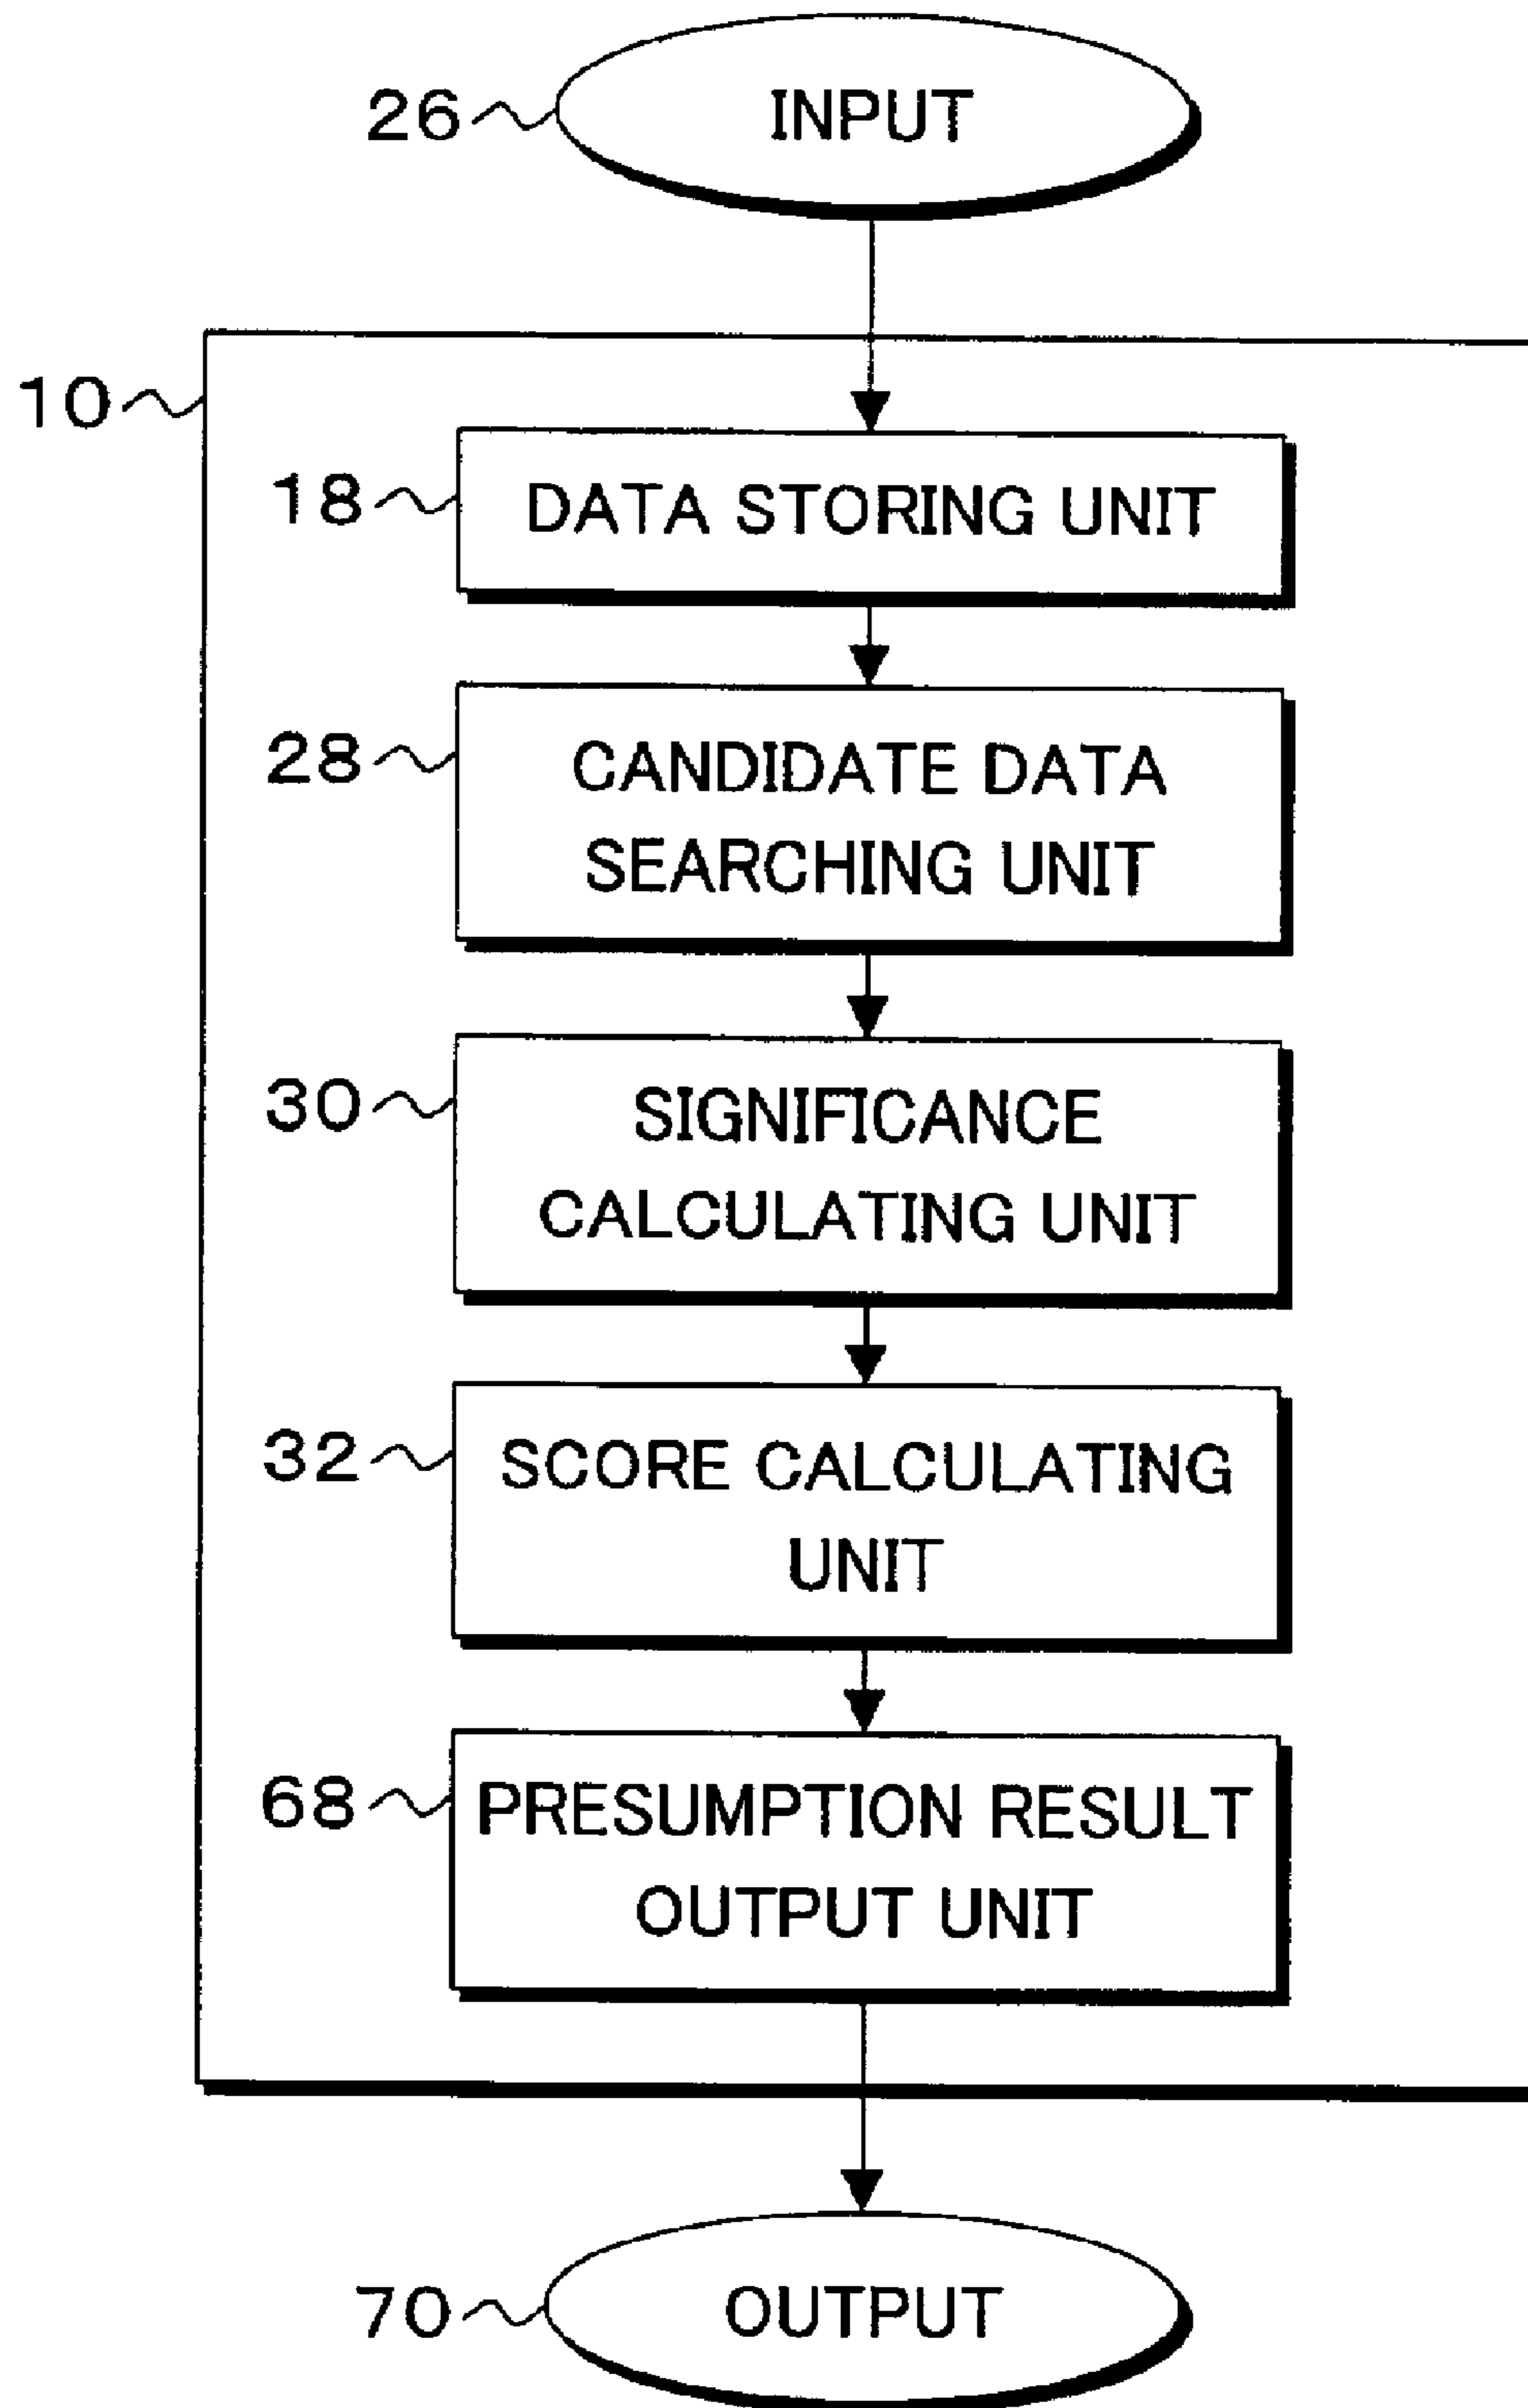 26 INPUT
10
18 DATA STORING UNIT
28 CANDIDATE DATA
SEARCHING UNIT
30 SIGNIFICANCE
CALCULATING UNIT
32 SCORE CALCULATING
UNIT
68 PRESUMPTION RESULT
OUTPUT UNIT
70 OUTPUT